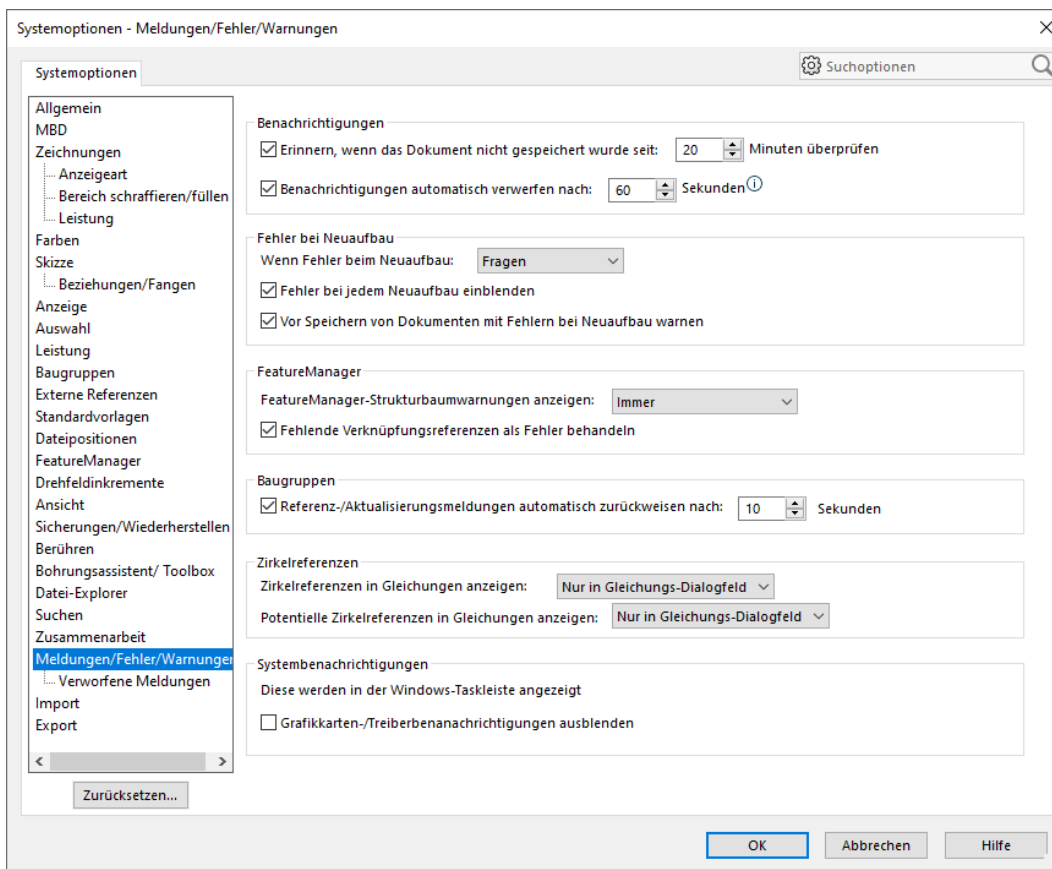 Systemoptionen - Meldungen/Fehler/Warnungen
Systemoptionen
Suchoptionen
Allgemein
MBD
Zeichnungen
Anzeigeart
Bereich schraffieren/füllen
Leistung
Farben
Skizze
Beziehungen/Fangen
Anzeige
Auswahl
Leistung
Baugruppen
Externe Referenzen
Standardvorlagen
Dateipositionen
FeatureManager
Drehfeldinkremente
Ansicht
Sicherungen/Wiederherstellen
Berühren
Bohrungsassistent/ Toolbox
Datei-Explorer
Suchen
Zusammenarbeit
Meldungen/Fehler/Warnungen
Verworfene Meldungen
Import
Export
Zurücksetzen...
Benachrichtigungen
Erinnern, wenn das Dokument nicht gespeichert wurde seit: 20 Minuten überprüfen
Benachrichtigungen automatisch verwerfen nach: 60 Sekunden
Fehler bei Neuaufbau
Wenn Fehler beim Neuaufbau: Fragen
Fehler bei jedem Neuaufbau einblenden
Vor Speichern von Dokumenten mit Fehlern bei Neuaufbau warnen
FeatureManager
FeatureManager-Strukturbaumwarnungen anzeigen: Immer
Fehlende Verknüpfungsreferenzen als Fehler behandeln
Baugruppen
Referenz-/Aktualisierungsmeldungen automatisch zurückweisen nach: 10 Sekunden
Zirkelreferenzen
Zirkelreferenzen in Gleichungen anzeigen: Nur in Gleichungs-Dialogfeld
Potentielle Zirkelreferenzen in Gleichungen anzeigen: Nur in Gleichungs-Dialogfeld
Systembenachrichtigungen
Diese werden in der Windows-Taskleiste angezeigt
Grafikkarten-/Treiberbenanachrichtigungen ausblenden
OK
Abbrechen
Hilfe